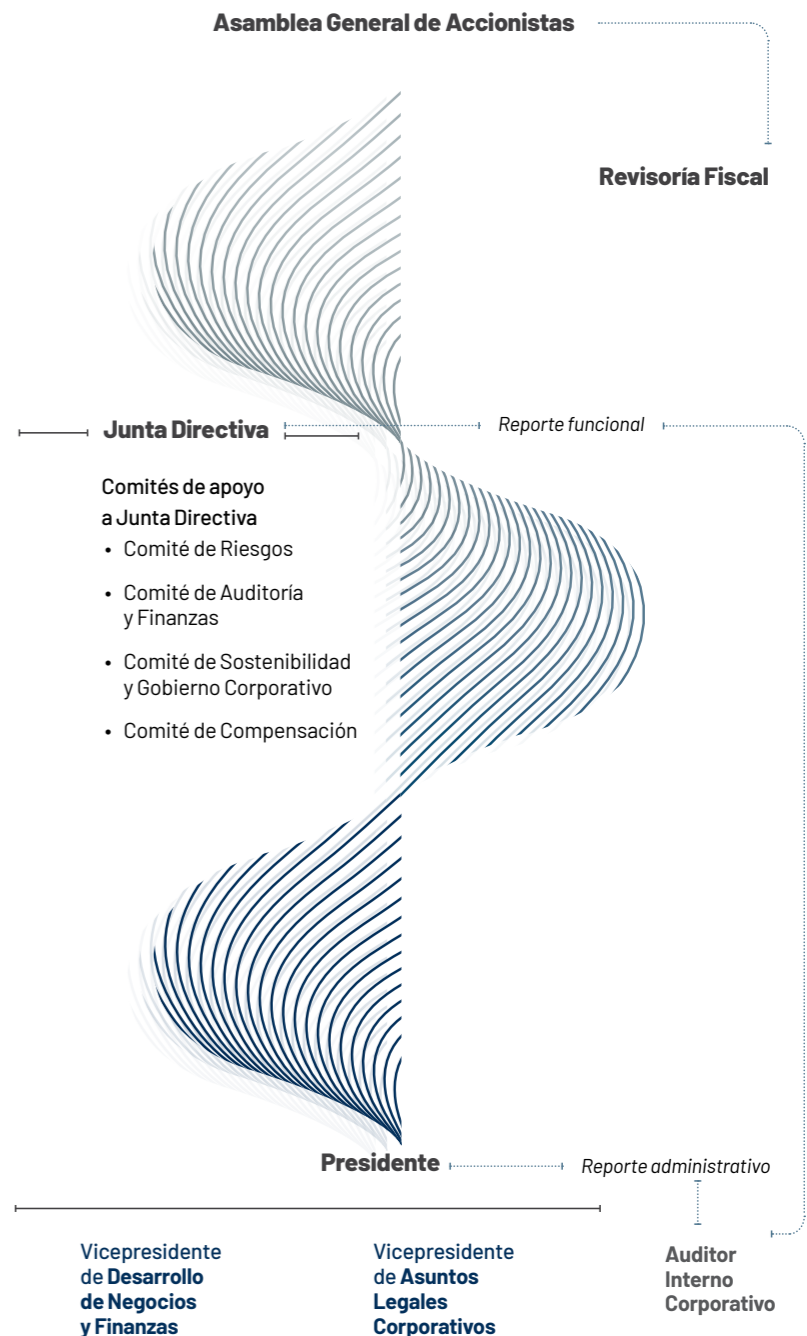 Asamblea General de Accionistas
Revisoría Fiscal
Junta Directiva
Reporte funcional
Comités de apoyo
a Junta Directiva
• Comité de Riesgos
• Comité de Auditoría
y Finanzas
• Comité de Sostenibilidad
y Gobierno Corporativo
• Comité de Compensación
Presidente
Reporte administrativo
Vicepresidente
de Desarrollo
de Negocios
y Finanzas
Vicepresidente
de Asuntos
Legales
Corporativos
Auditor
Interno
Corporativo